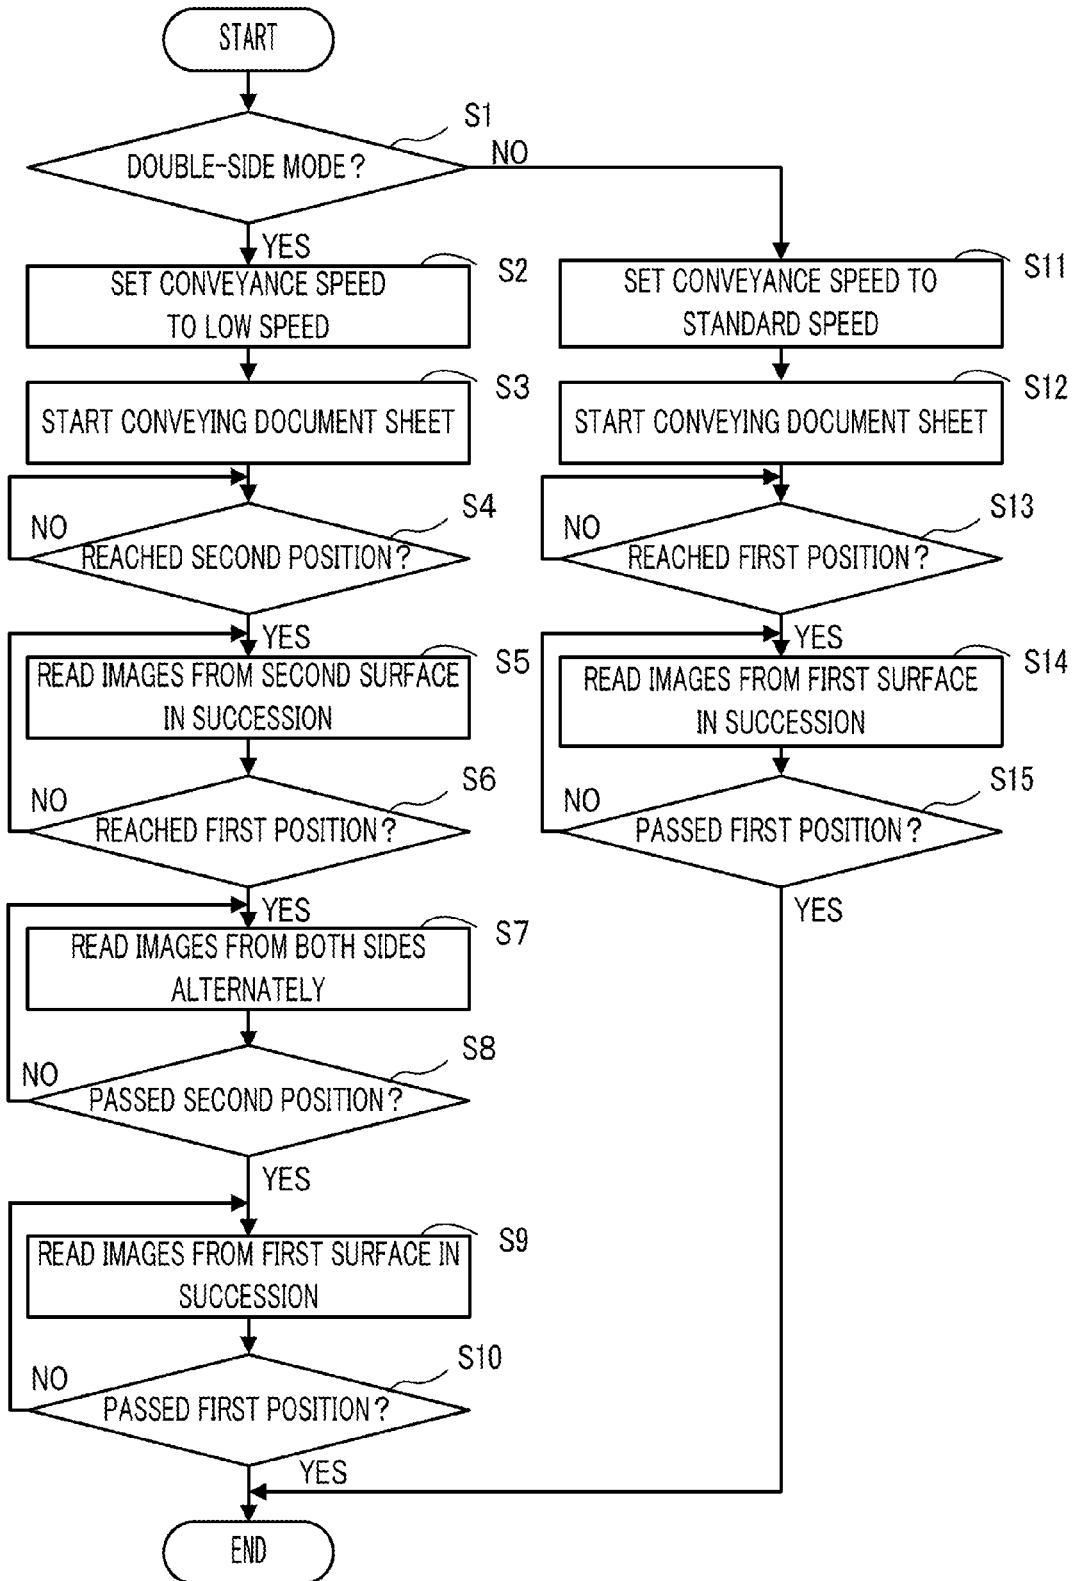 START
S1
DOUBLE-SIDE MODE?
NO
YES
S2
SET CONVEYANCE SPEED
TO LOW SPEED
S11
SET CONVEYANCE SPEED TO
STANDARD SPEED
S3
START CONVEYING DOCUMENT SHEET
S12
START CONVEYING DOCUMENT SHEET
S4
NO
REACHED SECOND POSITION?
S13
NO
REACHED FIRST POSITION?
YES
S5
READ IMAGES FROM SECOND SURFACE
IN SUCCESSION
YES
S14
READ IMAGES FROM FIRST SURFACE
IN SUCCESSION
S6
NO
REACHED FIRST POSITION?
S15
NO
PASSED FIRST POSITION?
YES
YES
S7
READ IMAGES FROM BOTH SIDES
ALTERNATELY
S8
NO
PASSED SECOND POSITION?
YES
S9
READ IMAGES FROM FIRST SURFACE IN
SUCCESSION
S10
NO
PASSED FIRST POSITION?
YES
END